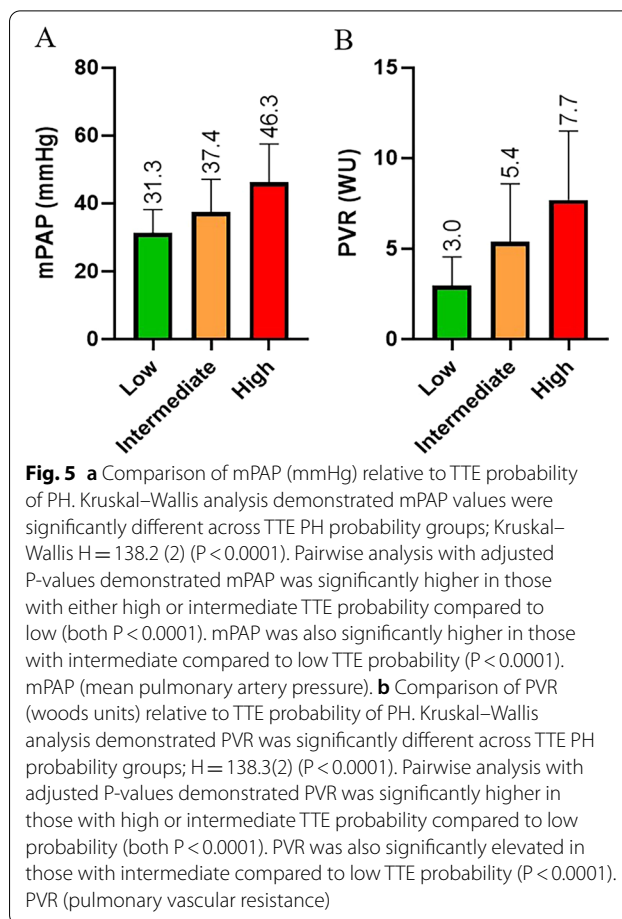 A
B
80
60
40
20
0
mPAP (mmHg)
31.3
37.4
46.3
Low
Intermediate
High
15
10
5
0
PVR (WU)
3.0
5.4
7.7
Low
Intermediate
High
Fig. 5 a Comparison of mPAP (mmHg) relative to TTE probability
of PH. Kruskal–Wallis analysis demonstrated mPAP values were
significantly different across TTE PH probability groups; Kruskal–
Wallis H = 138.2 (2) (P < 0.0001). Pairwise analysis with adjusted
P-values demonstrated mPAP was significantly higher in those
with either high or intermediate TTE probability compared to
low (both P < 0.0001). mPAP was also significantly higher in those
with intermediate compared to low TTE probability (P < 0.0001).
mPAP (mean pulmonary artery pressure). b Comparison of PVR
(woods units) relative to TTE probability of PH. Kruskal–Wallis
analysis demonstrated PVR was significantly different across TTE PH
probability groups; H = 138.3(2) (P < 0.0001). Pairwise analysis with
adjusted P-values demonstrated PVR was significantly higher in
those with high or intermediate TTE probability compared to low
probability (both P < 0.0001). PVR was also significantly elevated in
those with intermediate compared to low TTE probability (P < 0.0001).
PVR (pulmonary vascular resistance)